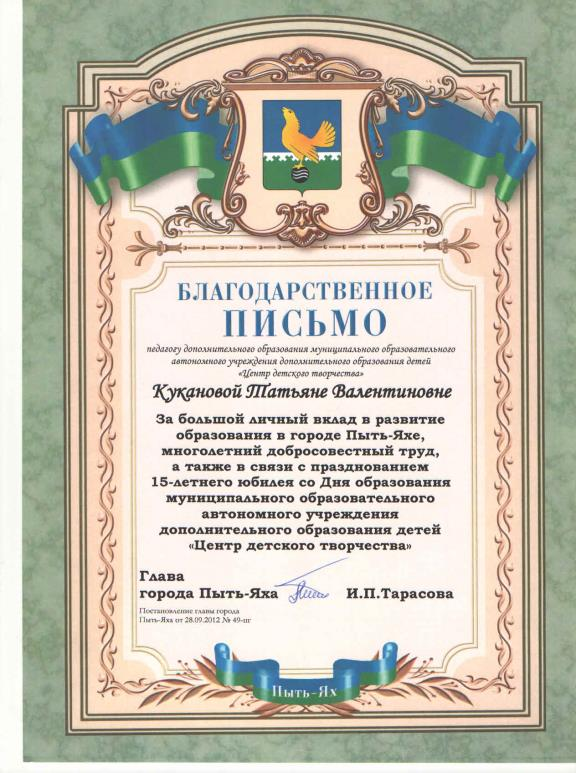 БЛАГОДАРСТВЕННОЕ
ПИСЬМО
педагогу дополнительного образования муниципального образовательного
автономного учреждения дополнительного образования детей
«Центр детского творчества»
Кукановой Татьяне Валентиновне
За большой личный вклад в развитие
образования в городе Пыть-Яхе,
многолетний добросовестный труд,
а также в связи с празднованием
15-летнего юбилея со Дня образования
муниципального образовательного
автономного учреждения
дополнительного образования детей
«Центр детского творчества»
Глава
города Пыть-Яха И.П.Тарасова
Постановление главы города
Пыть-Яха от 28.09.2012 № 49-пг
Пыть-Ях